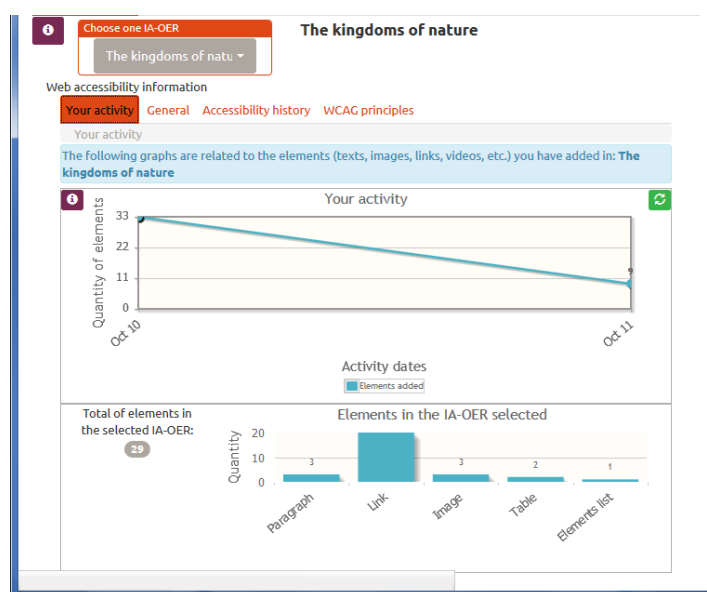 Choose one IA-OER
The kingdoms of natu
The kingdoms of nature
Web accessibility information
Your activity General Accessibility history WCAG principles
Your activity
The following graphs are related to the elements (texts, images, links, videos, etc.) you have added in: The
kingdoms of nature
Your activity
Quantity of elements
33
22
11
0
9
Oct 10
Oct 11
Activity dates
Elements added
Total of elements in
the selected IA-OER:
29
Elements in the IA-OER selected
Quantity
20
10
0
3
3
2
1
Paragraph
Link
Image
Table
Elements list